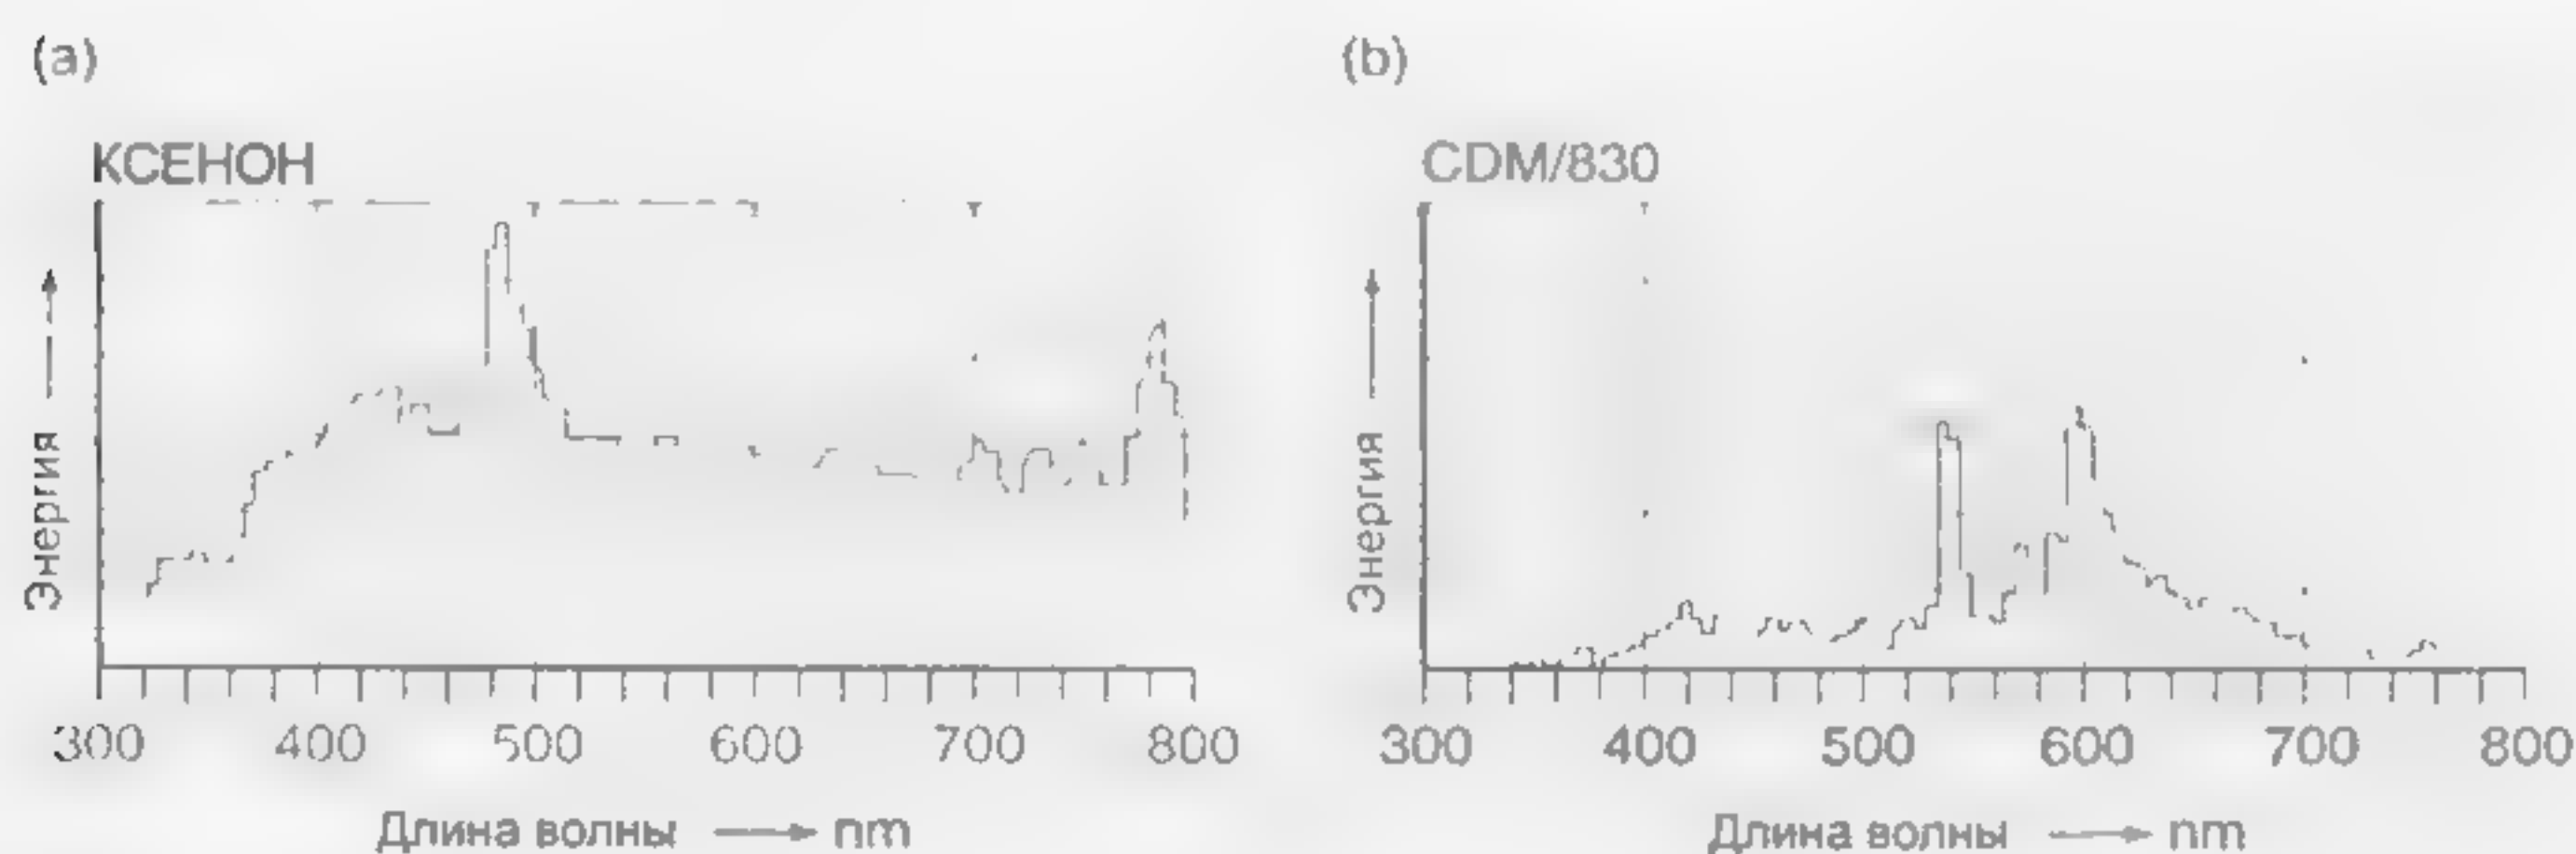 (a)
КСЕНОН
Энергия
300 400 500 600 700 800
Длина волны nm
(b)
CDM/830
Энергия
300 400 500 600 700 800
Длина волны nm